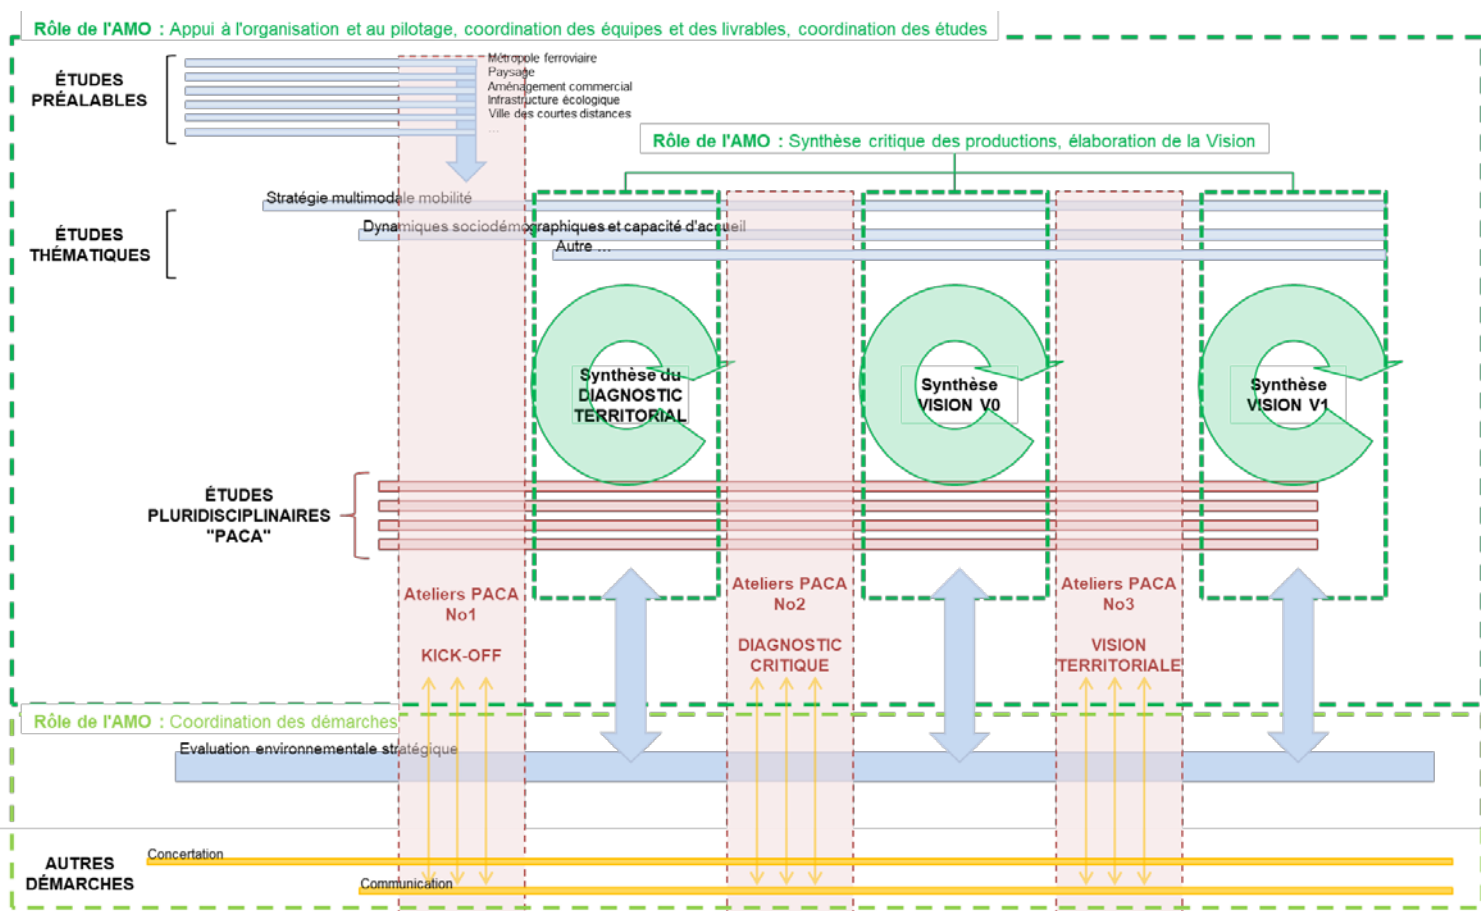 Rôle de l'AMO : Appui à l'organisation et au pilotage, coordination des équipes et des livrables, coordination des études
ÉTUDES
PRÉALABLES
Métropole ferroviaire
Paysage
Aménagement commercial
Infrastructure écologique
Ville des courtes distances
...
Rôle de l'AMO : Synthèse critique des productions, élaboration de la Vision
ÉTUDES
THÉMATIQUES
Stratégie multimodale mobilité
Dynamiques sociodémographiques et capacité d'accueil
Autre ...
Synthèse du
DIAGNOSTIC
TERRITORIAL
Synthèse
VISION V0
Synthèse
VISION V1
ÉTUDES
PLURIDISCIPLINAIRES
"PACA"
Ateliers PACA
No1
KICK-OFF
Ateliers PACA
No2
DIAGNOSTIC
CRITIQUE
Ateliers PACA
No3
VISION
TERRITORIALE
Rôle de l'AMO : Coordination des démarches
Evaluation environnementale stratégique
AUTRES
DÉMARCHES
Concertation
Communication